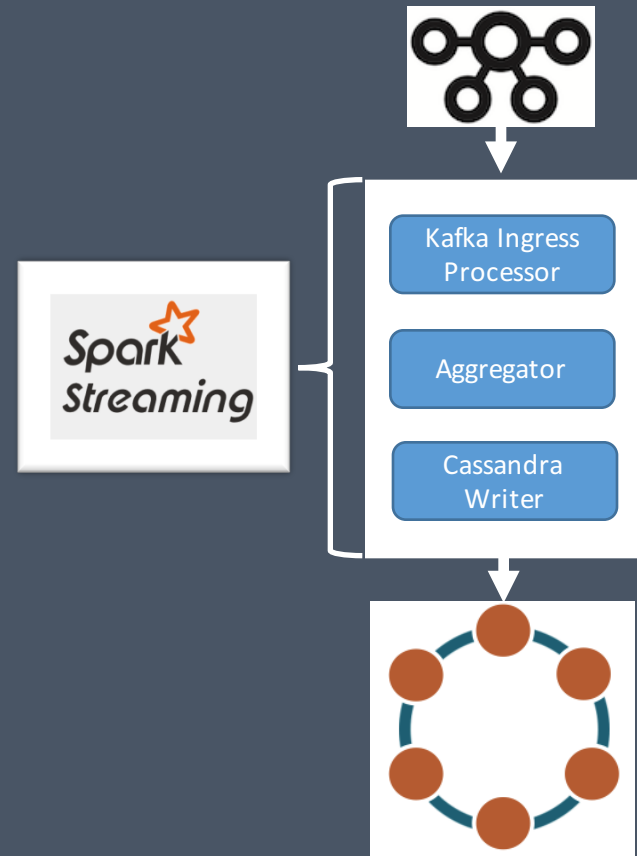 Kafka Ingress
Processor
Spark
Streaming
Aggregator
Cassandra
Writer